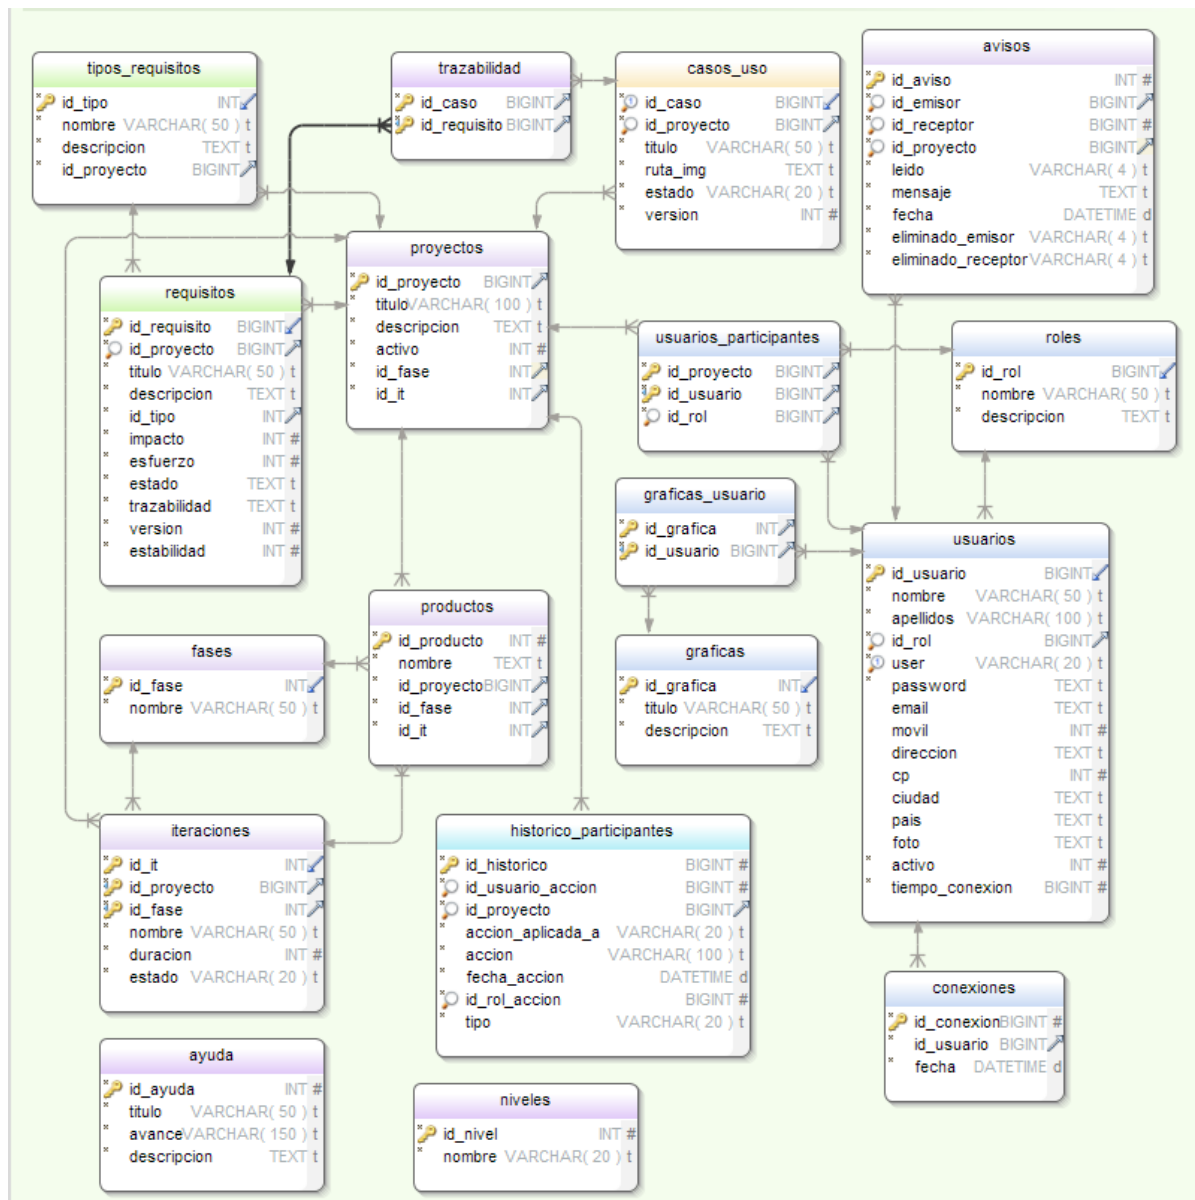 tipos_requisitos
id_tipo INT
nombre VARCHAR( 50 ) t
descripcion TEXT t
id_proyecto BIGINT
trazabilidad
id_caso BIGINT
id_requisito BIGINT
casos_uso
id_caso BIGINT
id_proyecto BIGINT
titulo VARCHAR( 50 ) t
ruta_img TEXT t
estado VARCHAR( 20 ) t
version INT #
avisos
id_aviso INT #
id_emisor BIGINT
id_receptor BIGINT #
id_proyecto BIGINT
leido VARCHAR( 4 ) t
mensaje TEXT t
fecha DATETIME d
eliminado_emisor VARCHAR( 4 ) t
eliminado_receptor VARCHAR( 4 ) t
proyectos
id_proyecto BIGINT
titulo VARCHAR( 100 ) t
descripcion TEXT t
activo INT #
id_fase INT
id_it INT
requisitos
id_requisito BIGINT
id_proyecto BIGINT
titulo VARCHAR( 50 ) t
descripcion TEXT t
id_tipo INT
impacto INT #
esfuerzo INT #
estado TEXT t
trazabilidad TEXT t
version INT #
estabilidad INT #
usuarios_participantes
id_proyecto BIGINT
id_usuario BIGINT
id_rol BIGINT
roles
id_rol BIGINT
nombre VARCHAR( 50 ) t
descripcion TEXT t
graficas_usuario
id_grafica INT
id_usuario BIGINT
usuarios
id_usuario BIGINT
nombre VARCHAR( 50 ) t
apellidos VARCHAR( 100 ) t
id_rol BIGINT
user VARCHAR( 20 ) t
password TEXT t
email TEXT t
movil INT #
direccion TEXT t
cp INT #
ciudad TEXT t
pais TEXT t
foto TEXT t
activo INT #
tiempo_conexion BIGINT #
productos
id_producto INT #
nombre TEXT t
id_proyecto BIGINT
id_fase INT
id_it INT
fases
id_fase INT
nombre VARCHAR( 50 ) t
graficas
id_grafica INT
titulo VARCHAR( 50 ) t
descripcion TEXT t
iteraciones
id_it INT
id_proyecto BIGINT
id_fase INT
nombre VARCHAR( 50 ) t
duracion INT #
estado VARCHAR( 20 ) t
historico_participantes
id_historico BIGINT #
id_usuario_accion BIGINT #
id_proyecto BIGINT
accion_aplicada_a VARCHAR( 20 ) t
accion VARCHAR( 100 ) t
fecha_accion DATETIME d
id_rol_accion BIGINT #
tipo VARCHAR( 20 ) t
conexiones
id_conexion BIGINT #
id_usuario BIGINT
fecha DATETIME d
ayuda
id_ayuda INT #
titulo VARCHAR( 50 ) t
avance VARCHAR( 150 ) t
descripcion TEXT t
niveles
id_nivel INT #
nombre VARCHAR( 20 ) t